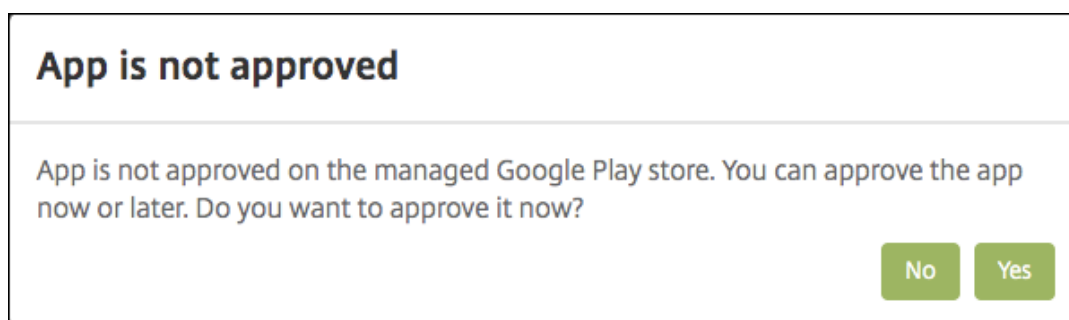 App is not approved
App is not approved on the managed Google Play store. You can approve the app
now or later. Do you want to approve it now?
No Yes